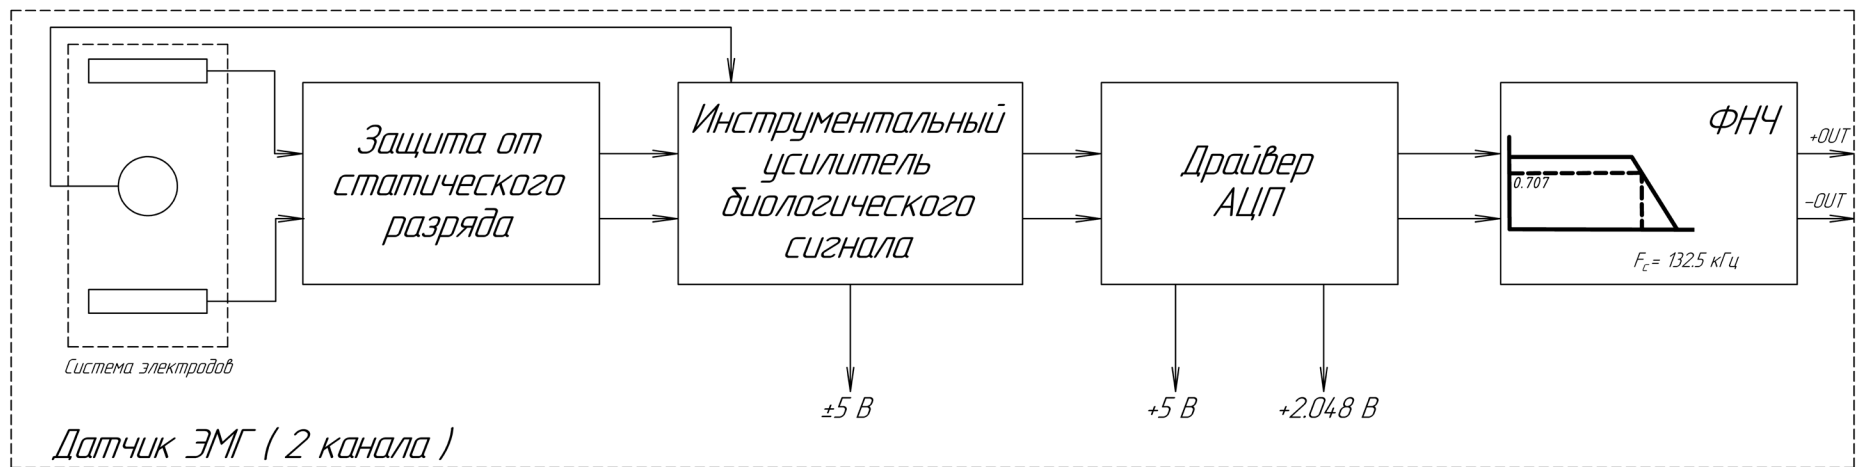 Защита от
статического
разряда
Инструментальный
усилитель
биологического
сигнала
Драйвер
АЦП
ФНЧ
0.707
Fc= 132.5 кГц
+OUT
-OUT
Система электродов
±5 В
+5 В
+2.048 В
Датчик ЭМГ ( 2 канала )